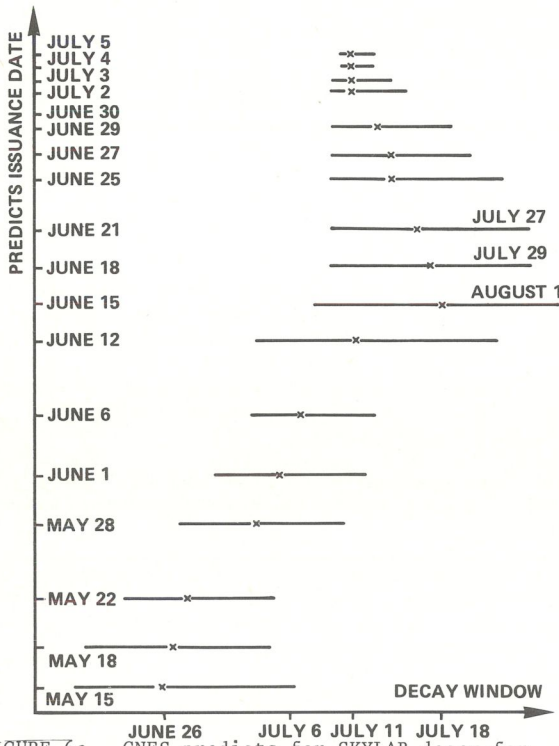 PREDICTS ISSUANCE DATE
JULY 5
JULY 4
JULY 3
JULY 2
JUNE 30
JUNE 29
JUNE 27
JUNE 25
JUNE 21
JULY 27
JUNE 18
JULY 29
JUNE 15
AUGUST 1
JUNE 12
JUNE 6
JUNE 1
MAY 28
MAY 22
MAY 18
MAY 15
DECAY WINDOW
JUNE 26
JULY 6
JULY 11
JULY 18
CNES predicts for SKYLAB